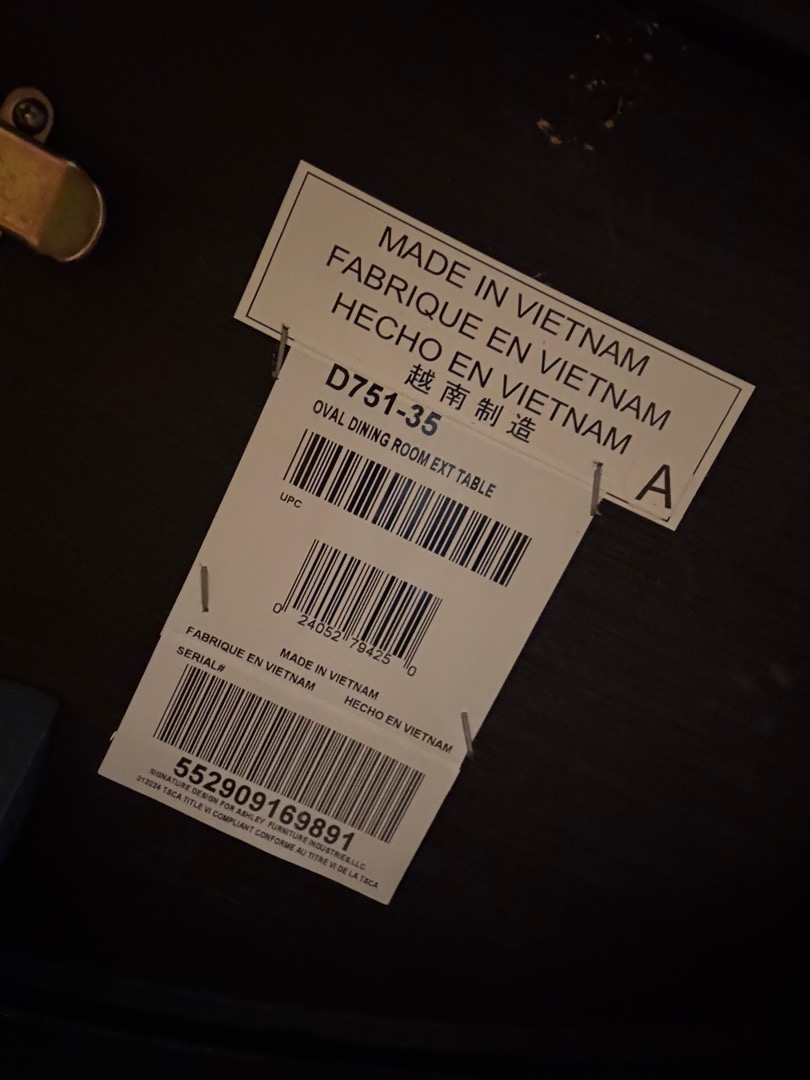 MADE IN VIETNAM
FABRIQUE EN VIETNAM
HECHO EN VIETNAM
越南制造
A
D751-35
OVAL DINING ROOM EXT TABLE
UPC
0 24052 79425 0
MADE IN VIETNAM
FABRIQUE EN VIETNAM HECHO EN VIETNAM
SERIAL#
552909169891
SIGNATURE DESIGN FOR ASHLEY FURNITURE INDUSTRIES, LLC.
012024 TSCA TITLE VI COMPLIANT CONFORME AU TITRE VI DE LA TSCA